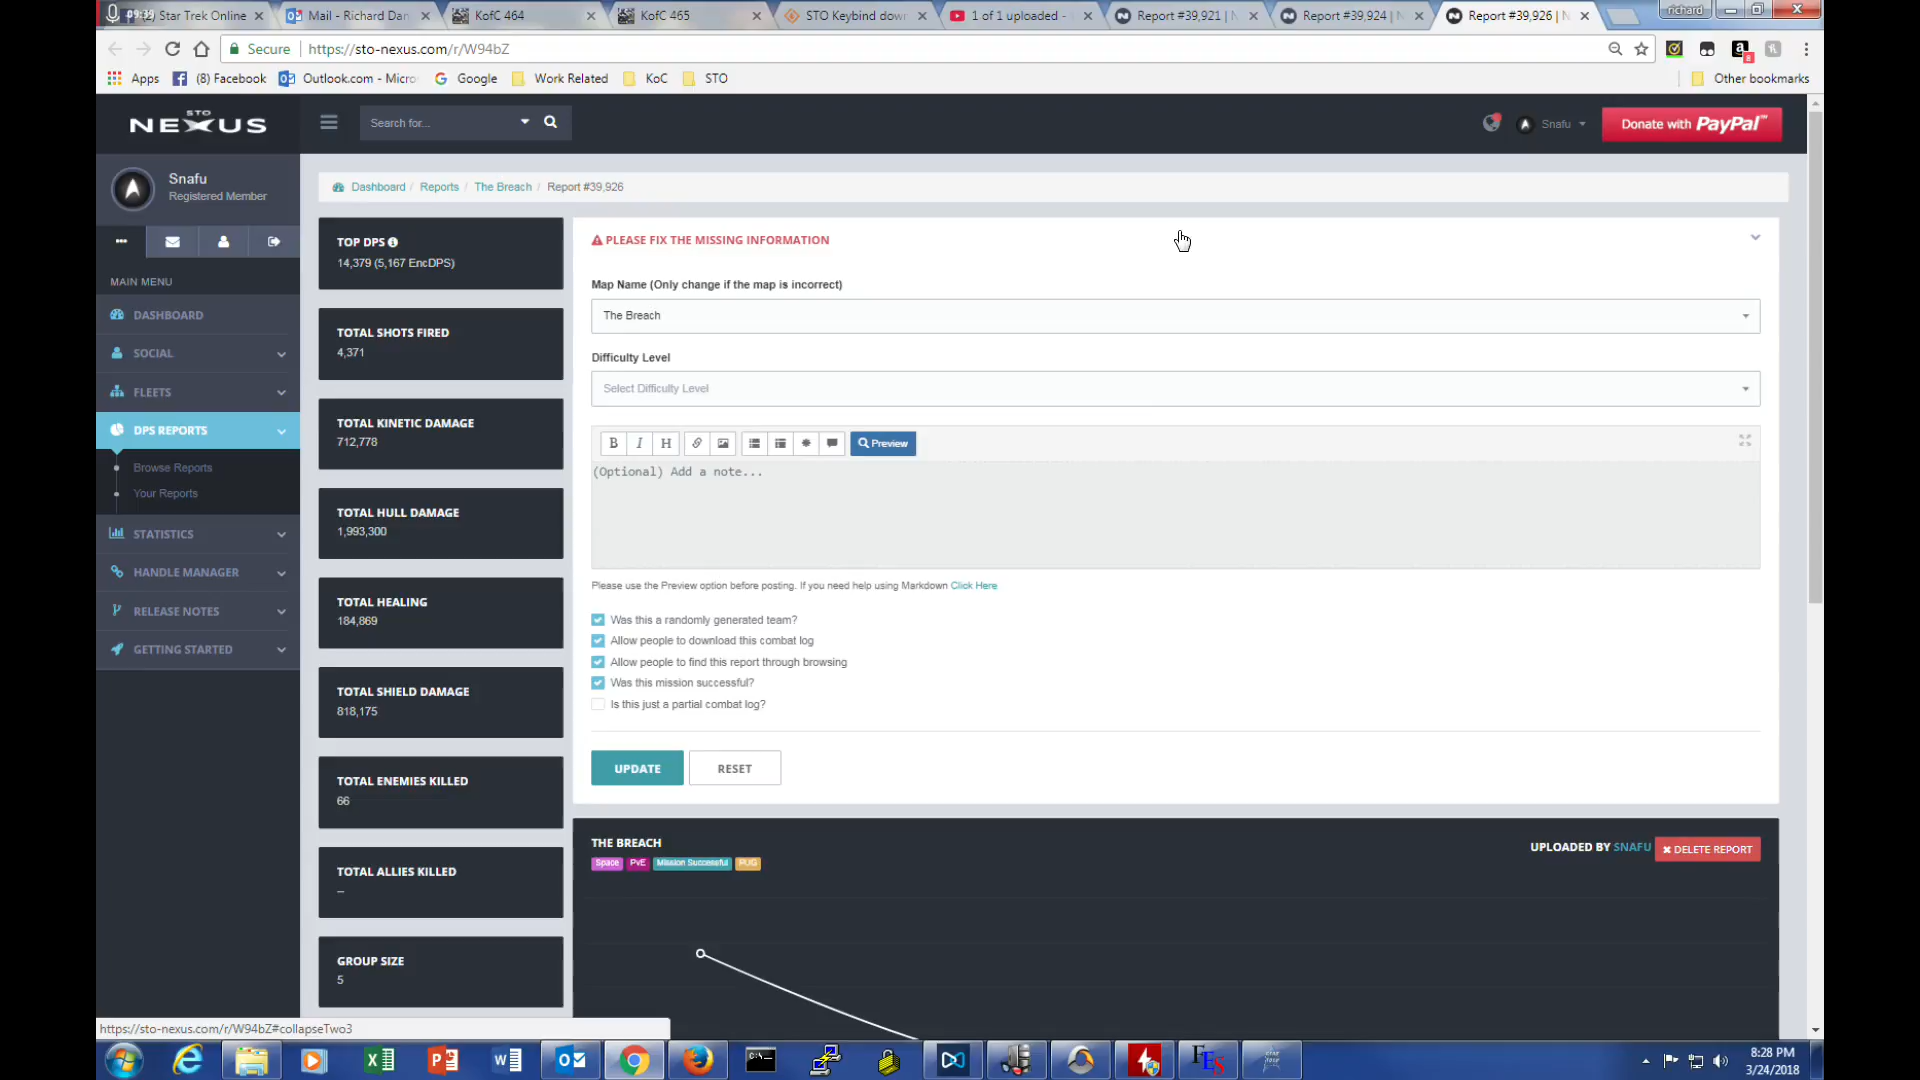 09:39
(2) Star Trek Online
Mail - Richard Dan
KofC 464
KofC 465
STO Keybind down
1 of 1 uploaded -
Report #39,921 | N
Report #39,924 | N
Report #39,926 | N
richard
Secure
https://sto-nexus.com/r/W94bZ
Apps
(8) Facebook
Outlook.com - Micro
Google
Work Related
KoC
STO
Other bookmarks
STO
NEXUS
Search for...
Snafu
Donate with PayPal™
Snafu
Registered Member
MAIN MENU
DASHBOARD
SOCIAL
FLEETS
DPS REPORTS
Browse Reports
Your Reports
STATISTICS
HANDLE MANAGER
RELEASE NOTES
GETTING STARTED
Dashboard / Reports / The Breach / Report #39,926
TOP DPS
14,379 (5,167 EncDPS)
TOTAL SHOTS FIRED
4,371
TOTAL KINETIC DAMAGE
712,778
TOTAL HULL DAMAGE
1,993,300
TOTAL HEALING
184,869
TOTAL SHIELD DAMAGE
818,175
TOTAL ENEMIES KILLED
66
TOTAL ALLIES KILLED
--
GROUP SIZE
5
PLEASE FIX THE MISSING INFORMATION
Map Name (Only change if the map is incorrect)
The Breach
Difficulty Level
Select Difficulty Level
B I H Preview
(Optional) Add a note...
Please use the Preview option before posting. If you need help using Markdown Click Here
Was this a randomly generated team?
Allow people to download this combat log
Allow people to find this report through browsing
Was this mission successful?
Is this just a partial combat log?
UPDATE
RESET
THE BREACH
Space PvE Mission Successful PUG
UPLOADED BY SNAFU
DELETE REPORT
https://sto-nexus.com/r/W94bZ#collapseTwo3
FES
8:28 PM
3/24/2018